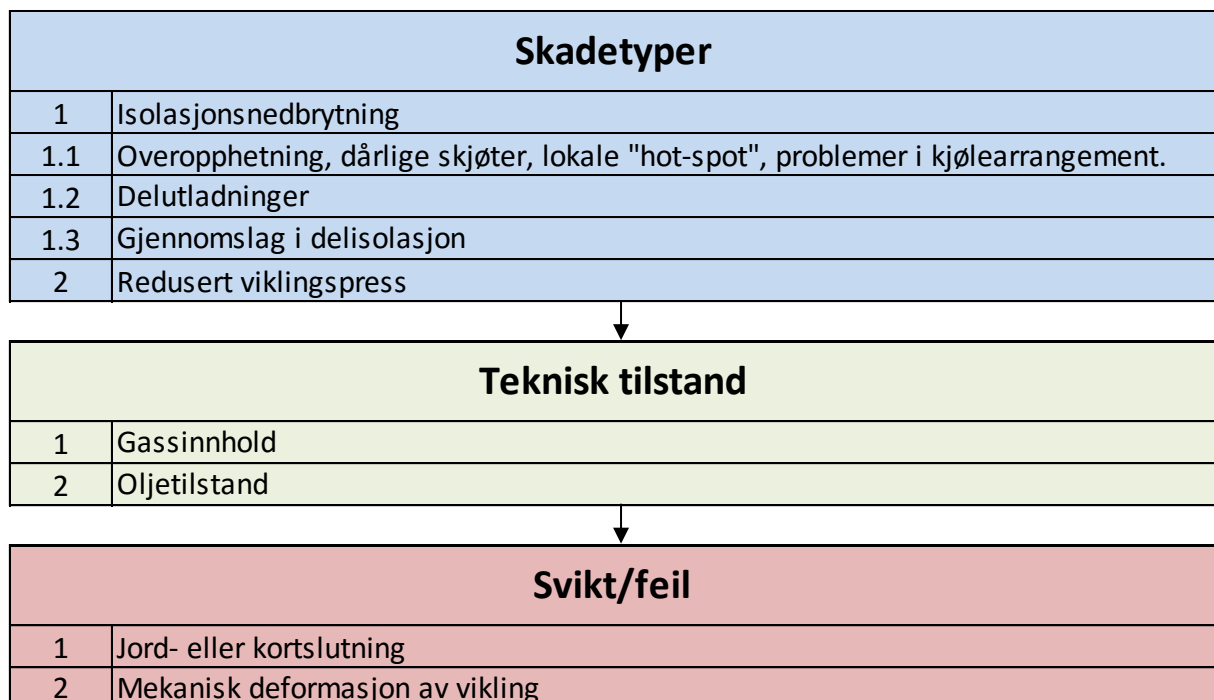 Skadetyper
1 Isolasjonsnedbrytning
1.1 Overopphetning, dårlige skjøter, lokale "hot-spot", problemer i kjølearrangement.
1.2 Delutladninger
1.3 Gjennomslag i delisolasjon
2 Redusert viklingspress
Teknisk tilstand
1 Gassinnhold
2 Oljetilstand
Svikt/feil
1 Jord- eller kortslutning
2 Mekanisk deformasjon av vikling